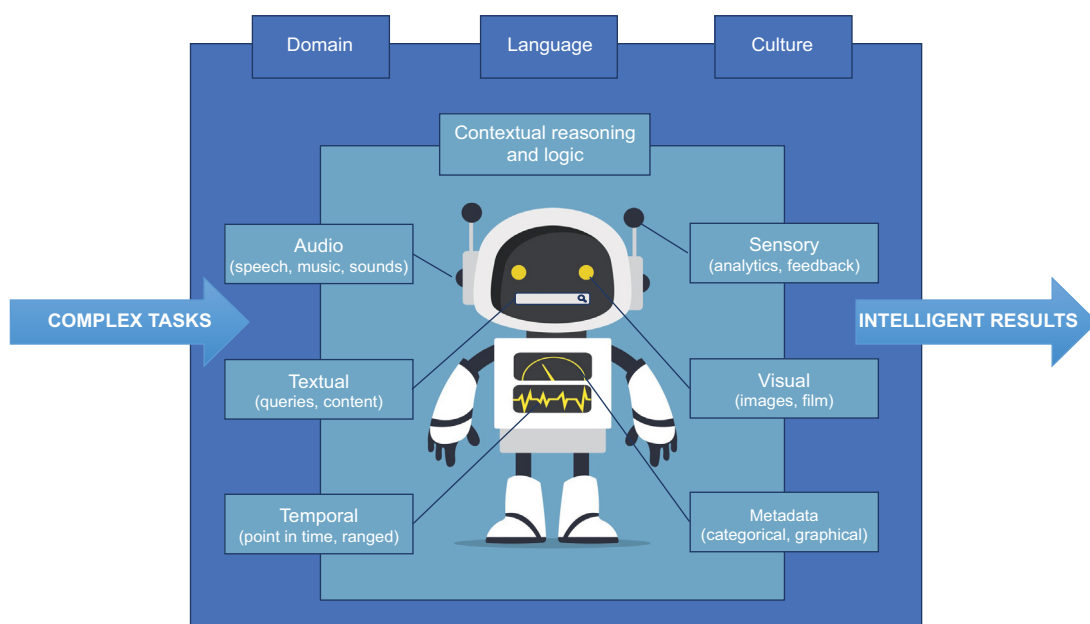 Domain
Language
Culture
Contextual reasoning
and logic
Audio
(speech, music, sounds)
Sensory
(analytics, feedback)
COMPLEX TASKS
INTELLIGENT RESULTS
Textual
(queries, content)
Visual
(images, film)
Temporal
(point in time, ranged)
Metadata
(categorical, graphical)